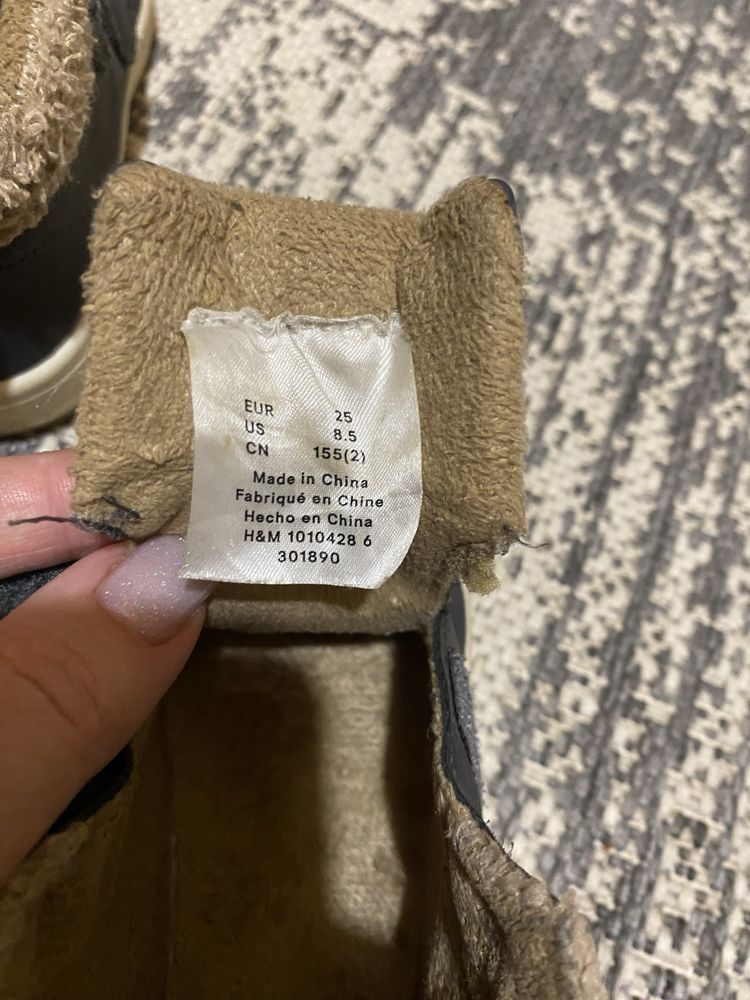 EUR 25
US 8.5
CN 155(2)
Made in China
Fabriqué en Chine
Hecho en China
H&M 1010428 6
301890